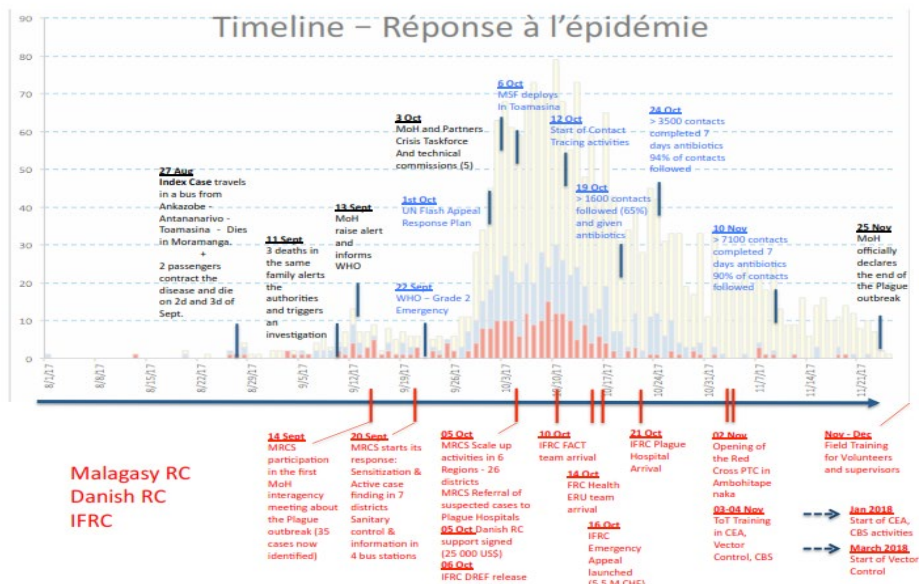 Timeline – Réponse à l'épidémie
90
80
70
60
50
40
30
20
10
0
27 Aug
Index Case travels
in a bus from
Ankazobe -
Antananarivo -
Toamasina - Dies
in Moramanga.
+
2 passengers
contract the
disease and die
on 2d and 3d of
Sept.
11 Sept
3 deaths in
the same
family alerts
the
authorities
and triggers
an
investigation
13 Sept
MoH
raise alert
and
informs
WHO
3 Oct
MoH and Partners
Crisis Taskforce
And technical
commissions (5)
1st Oct
UN Flash Appeal
Response Plan
22 Sept
WHO – Grade 2
Emergency
6 Oct
MSF deploys
in Toamasina
12 Oct
Start of Contact
Tracing activities
19 Oct
> 1600 contacts
followed (65%)
and given
antibiotics
24 Oct
> 3500 contacts
completed 7
days antibiotics
94% of contacts
followed
10 Nov
> 7100 contacts
completed 7
days antibiotics
90% of contacts
followed
25 Nov
MoH
officially
declares
the end of
the Plague
outbreak
8/1/17
8/8/17
8/15/17
8/22/17
8/29/17
9/5/17
9/12/17
9/19/17
9/26/17
10/3/17
10/10/17
10/17/17
10/24/17
10/31/17
11/7/17
11/14/17
11/21/17
Malagasy RC
Danish RC
IFRC
14 Sept
MRCS
participation
in the first
MoH
interagency
meeting about
the Plague
outbreak (35
cases now
identified)
20 Sept
MRCS starts its
response:
Sensitization &
Active case
finding in 7
districts
Sanitary
control &
information in
4 bus stations
05 Oct
MRCS Scale up
activities in 6
Regions - 26
districts
MRCS Referral of
suspected cases to
Plague Hospitals
05 Oct Danish RC
support signed
(25 000 US$)
06 Oct
IFRC DREF release
10 Oct
IFRC FACT
team arrival
14 Oct
FRC Health
ERU team
arrival
16 Oct
IFRC
Emergency
Appeal
launched
(5,5 M CHF)
21 Oct
IFRC Plague
Hospital
Arrival
02 Nov
Opening of
the Red
Cross PTC in
Ambohitape
naka
03-04 Nov
ToT Training
in CEA,
Vector
Control, CBS
Nov - Dec
Field Training
for Volunteers
and supervisors
Jan 2018
Start of CEA,
CBS activities
March 2018
Start of Vector
Control